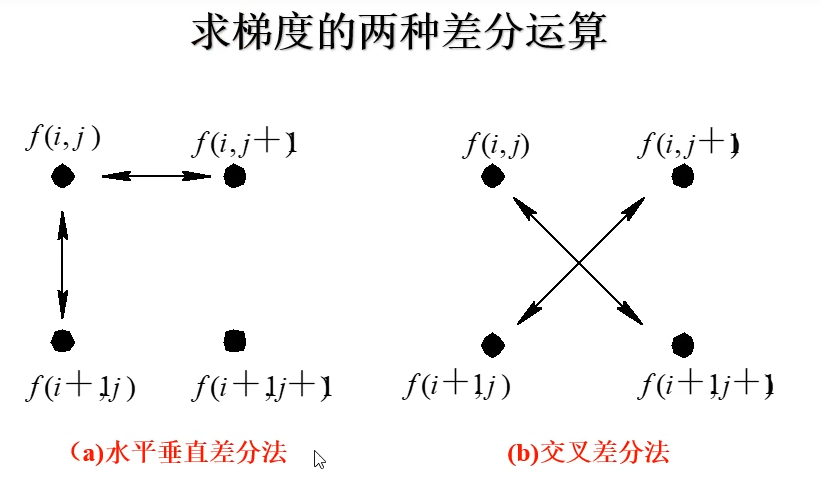 求梯度的两种差分运算
f(i,j) f(i,j+1) f(i,j) f(i,j+1)
f(i+1,j) f(i+1,j+1) f(i+1,j) f(i+1,j+1)
(a)水平垂直差分法 (b)交叉差分法